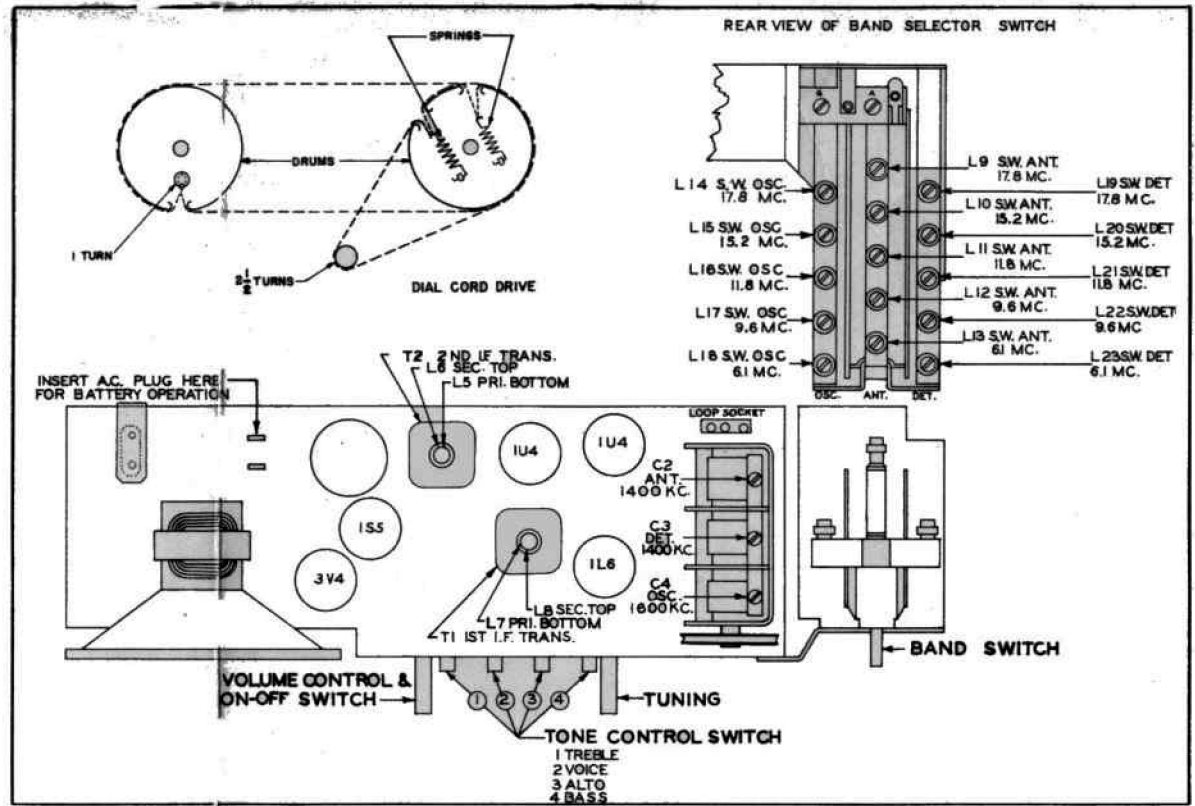 SPRINGS
DRUMS
1 TURN
2 1/2 TURNS
DIAL CORD DRIVE
REAR VIEW OF BAND SELECTOR SWITCH
A
L14 S.W. OSC
17.8 MC.
L15 S.W. OSC
15.2 MC.
L16 S.W. OSC
11.8 MC.
L17 S.W. OSC
9.6 MC.
L18 S.W. OSC
6.1 MC.
L9 S.W. ANT.
17.8 MC.
L10 S.W. ANT.
15.2 MC.
L11 S.W. ANT.
11.8 MC.
L12 S.W. ANT.
9.6 MC.
L13 S.W. ANT.
6.1 MC.
L19 S.W. DET
17.8 MC.
L20 S.W. DET
15.2 MC.
L21 S.W. DET
11.8 MC.
L22 S.W. DET
9.6 MC
L23 S.W. DET
6.1 MC.
OSC. ANT. DET.
INSERT A.C. PLUG HERE
FOR BATTERY OPERATION
T2 2ND I.F. TRANS.
L6 SEC. TOP
L5 PRI. BOTTOM
1U4
1U4
1S5
3V4
1L6
L8 SEC. TOP
L7 PRI. BOTTOM
T1 1ST I.F. TRANS.
LOOP SOCKET
C2
ANT.
1400 KC.
C3
DET.
1400 KC.
C4
OSC.
1600 KC.
BAND SWITCH
VOLUME CONTROL &
ON-OFF SWITCH
1 2 3 4
TUNING
TONE CONTROL SWITCH
1 TREBLE
2 VOICE
3 ALTO
4 BASS